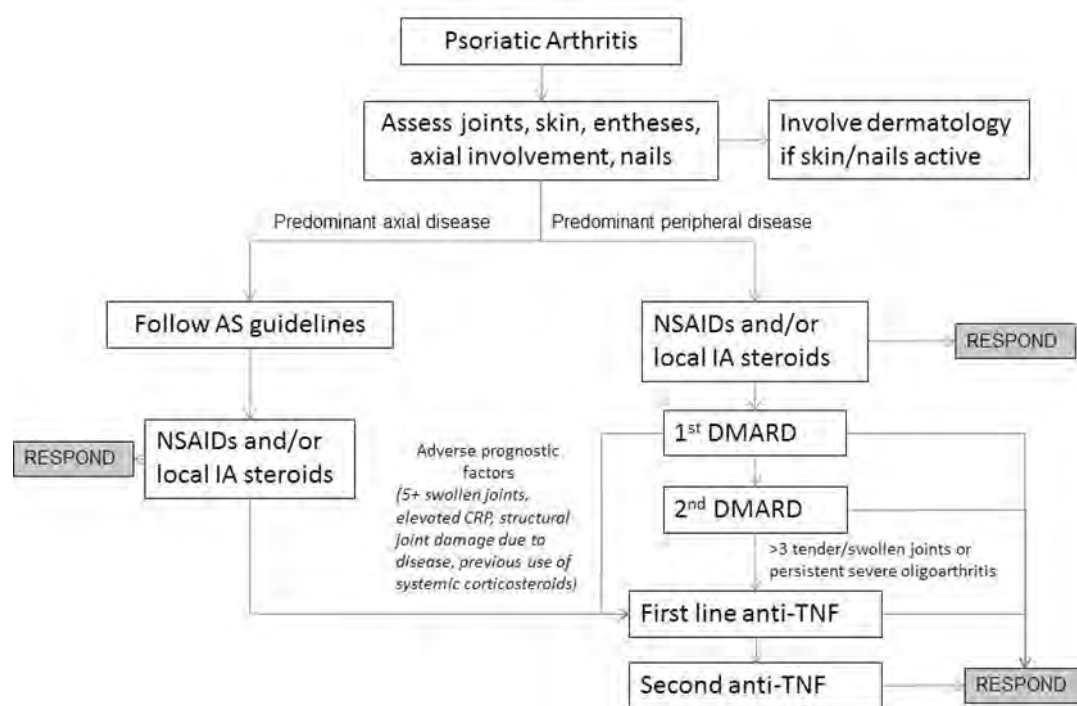 Psoriatic Arthritis
Assess joints, skin, entheses,
axial involvement, nails
Involve dermatology
if skin/nails active
Predominant axial disease
Predominant peripheral disease
Follow AS guidelines
NSAIDs and/or
local IA steroids
RESPOND
NSAIDs and/or
local IA steroids
RESPOND
1st DMARD
Adverse prognostic
factors
(5+ swollen joints,
elevated CRP, structural
joint damage due to
disease, previous use of
systemic corticosteroids)
2nd DMARD
>3 tender/swollen joints or
persistent severe oligoarthritis
First line anti-TNF
Second anti-TNF
RESPOND